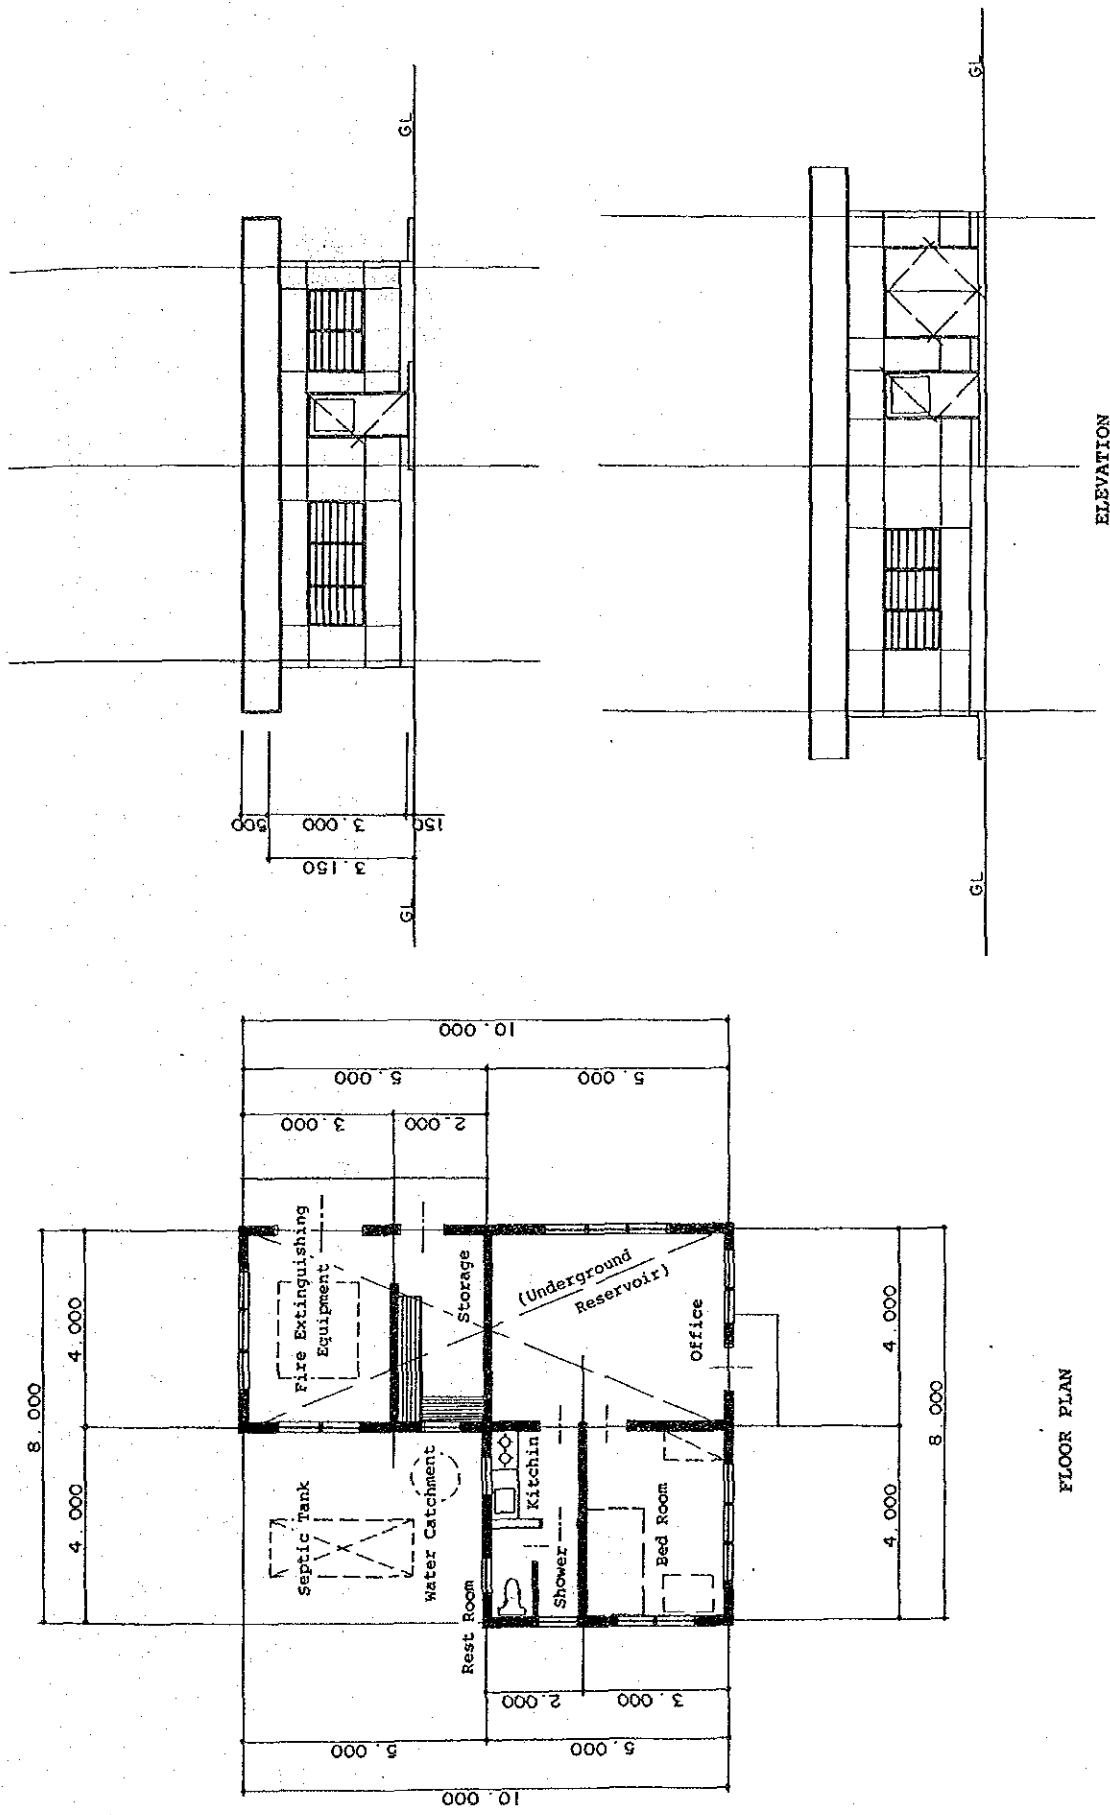 GL
GL
500
3.000
150
3.150
GL
GL
ELEVATION
10.000
5.000
5.000
3.000
2.000
8.000
4.000
4.000
Fire Extinguishing
Equipment
Storage
(Underground
Reservoir)
Office
Septic Tank
Water Catchment
Kitchin
Rest Room
Shower
Bed Room
4.000
4.000
8.000
2.000
3.000
5.000
5.000
10.000
FLOOR PLAN